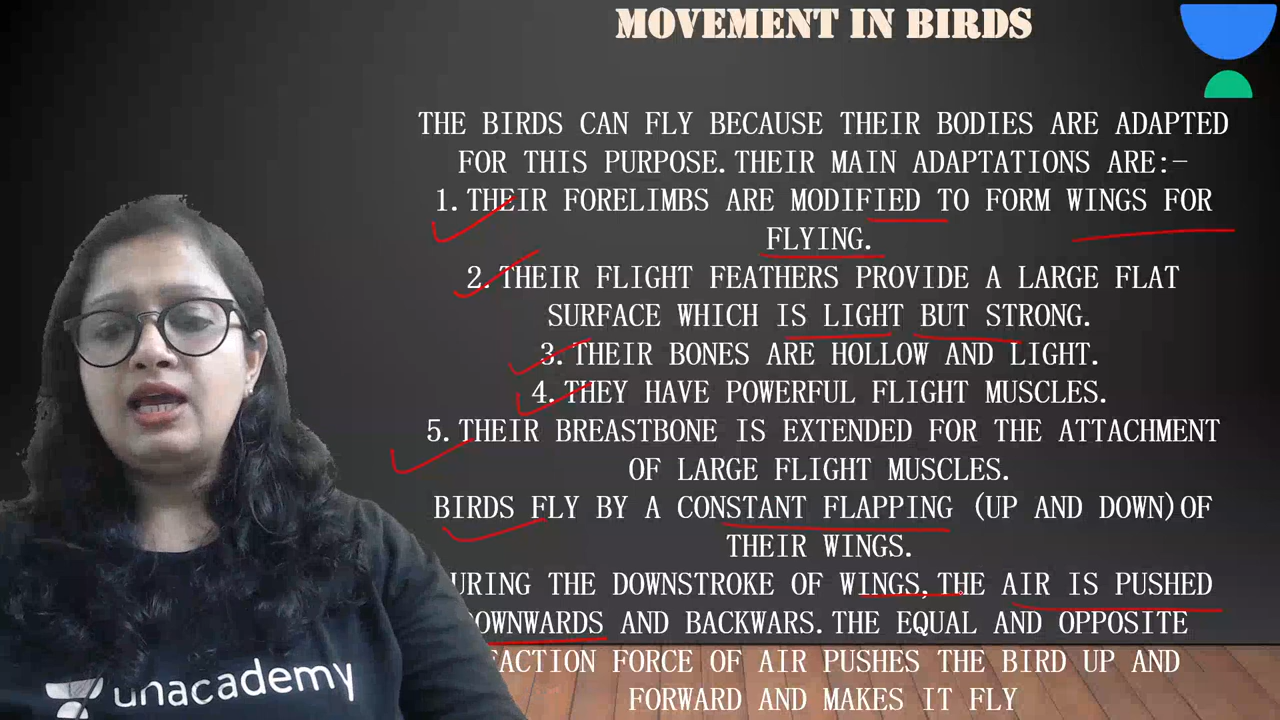 MOVEMENT IN BIRDS
THE BIRDS CAN FLY BECAUSE THEIR BODIES ARE ADAPTED
FOR THIS PURPOSE.THEIR MAIN ADAPTATIONS ARE:-
1.THEIR FORELIMBS ARE MODIFIED TO FORM WINGS FOR
FLYING.
2.THEIR FLIGHT FEATHERS PROVIDE A LARGE FLAT
SURFACE WHICH IS LIGHT BUT STRONG.
3.THEIR BONES ARE HOLLOW AND LIGHT.
4.THEY HAVE POWERFUL FLIGHT MUSCLES.
5.THEIR BREASTBONE IS EXTENDED FOR THE ATTACHMENT
OF LARGE FLIGHT MUSCLES.
BIRDS FLY BY A CONSTANT FLAPPING (UP AND DOWN)OF
THEIR WINGS.
URING THE DOWNSTROKE OF WINGS,THE AIR IS PUSHED
OWNWARDS AND BACKWARS.THE EQUAL AND OPPOSITE
EACTION FORCE OF AIR PUSHES THE BIRD UP AND
FORWARD AND MAKES IT FLY
unacademy